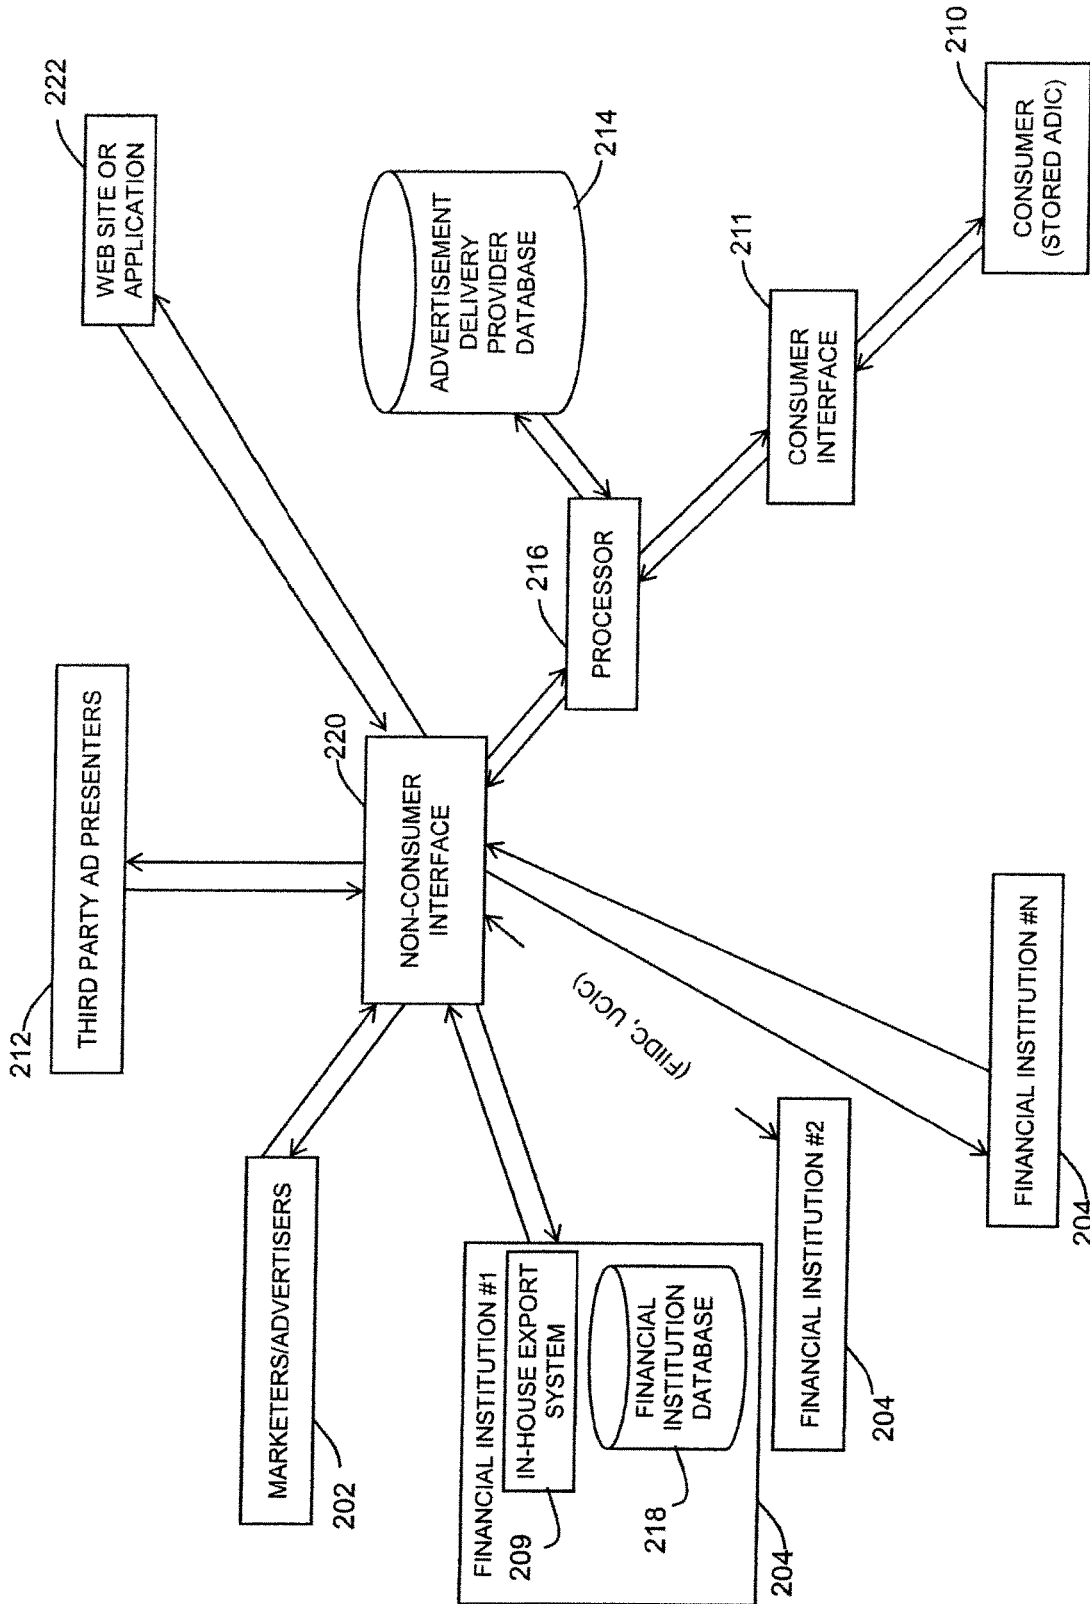 222
WEB SITE OR
APPLICATION
ADVERTISEMENT
DELIVERY
PROVIDER
DATABASE
214
210
CONSUMER
(STORED ADIC)
211
CONSUMER
INTERFACE
216
PROCESSOR
212
THIRD PARTY AD PRESENTERS
220
NON-CONSUMER
INTERFACE
(FIIDC, UCIC)
MARKETERS/ADVERTISERS
202
FINANCIAL INSTITUTION #1
IN-HOUSE EXPORT
SYSTEM
209
FINANCIAL
INSTITUTION
DATABASE
218
204
FINANCIAL INSTITUTION #2
204
FINANCIAL INSTITUTION #N
204